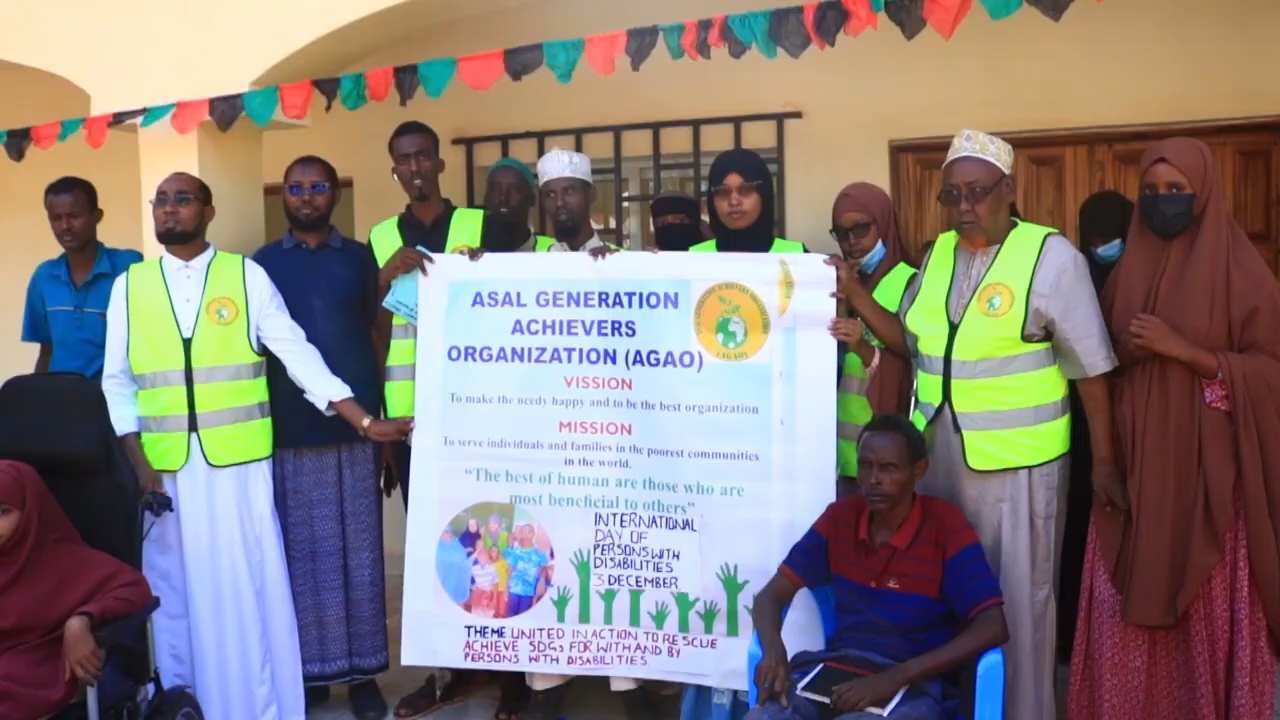 ASAL GENERATION
ACHIEVERS
ORGANIZATION (AGAO)
VISSION
To make the needy happy and to be the best organization
MISSION
To serve individuals and families in the poorest communities
in the world.
“The best of human are those who are
most beneficial to others”
INTERNATIONAL
DAY OF
PERSONS WITH
DISABILITIES
3 DECEMBER
THEME UNITED IN ACTION TO RESCUE
ACHIEVE SDGs FOR WITH AND BY
PERSONS WITH DISABILITIES